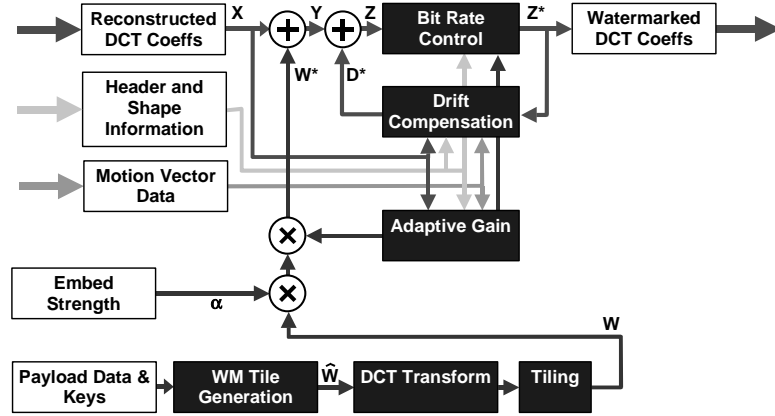 Reconstructed
DCT Coeffs
X
Y
Z
Bit Rate
Control
Z*
Watermarked
DCT Coeffs
W*
D*
Header and
Shape
Information
Drift
Compensation
Motion Vector
Data
Adaptive Gain
Embed
Strength
α
W
Payload Data &
Keys
WM Tile
Generation
Ŵ
DCT Transform
Tiling